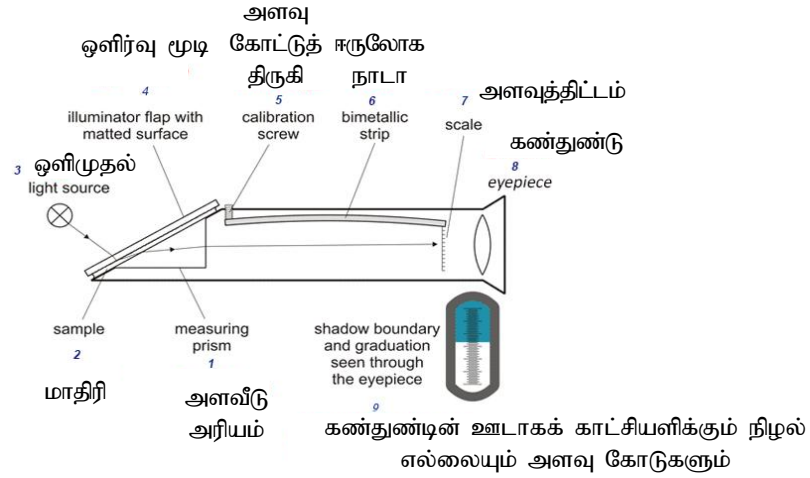 ஒளிர்வு மூடி
4
illuminator flap with
matted surface
அளவு
கோட்டுத்
திருகி
5
calibration
screw
ஈருலோக
நாடா
6
bimetallic
strip
7 அளவுத்திட்டம்
scale
கண்துண்டு
8
eyepiece
3 ஒளிமுதல்
light source
sample
2
மாதிரி
measuring
prism
1
அளவீடு
அரியம்
shadow boundary
and graduation
seen through
the eyepiece
9
கண்துண்டின் ஊடாகக் காட்சியளிக்கும் நிழல்
எல்லையும் அளவு கோடுகளும்